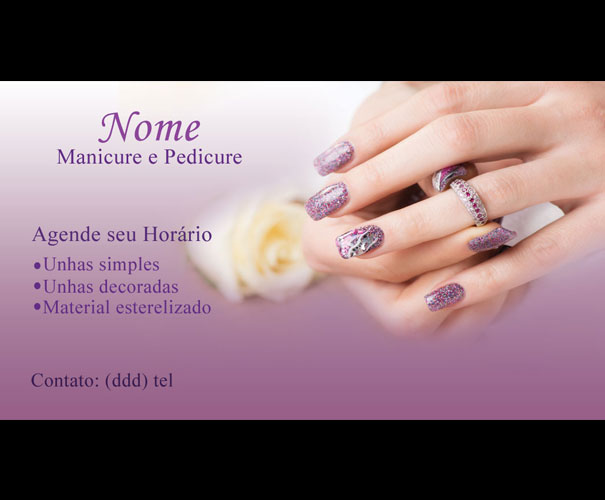 Nome
Manicure e Pedicure
Agende seu Horário
•Unhas simples
•Unhas decoradas
•Material esterelizado
Contato: (ddd) tel